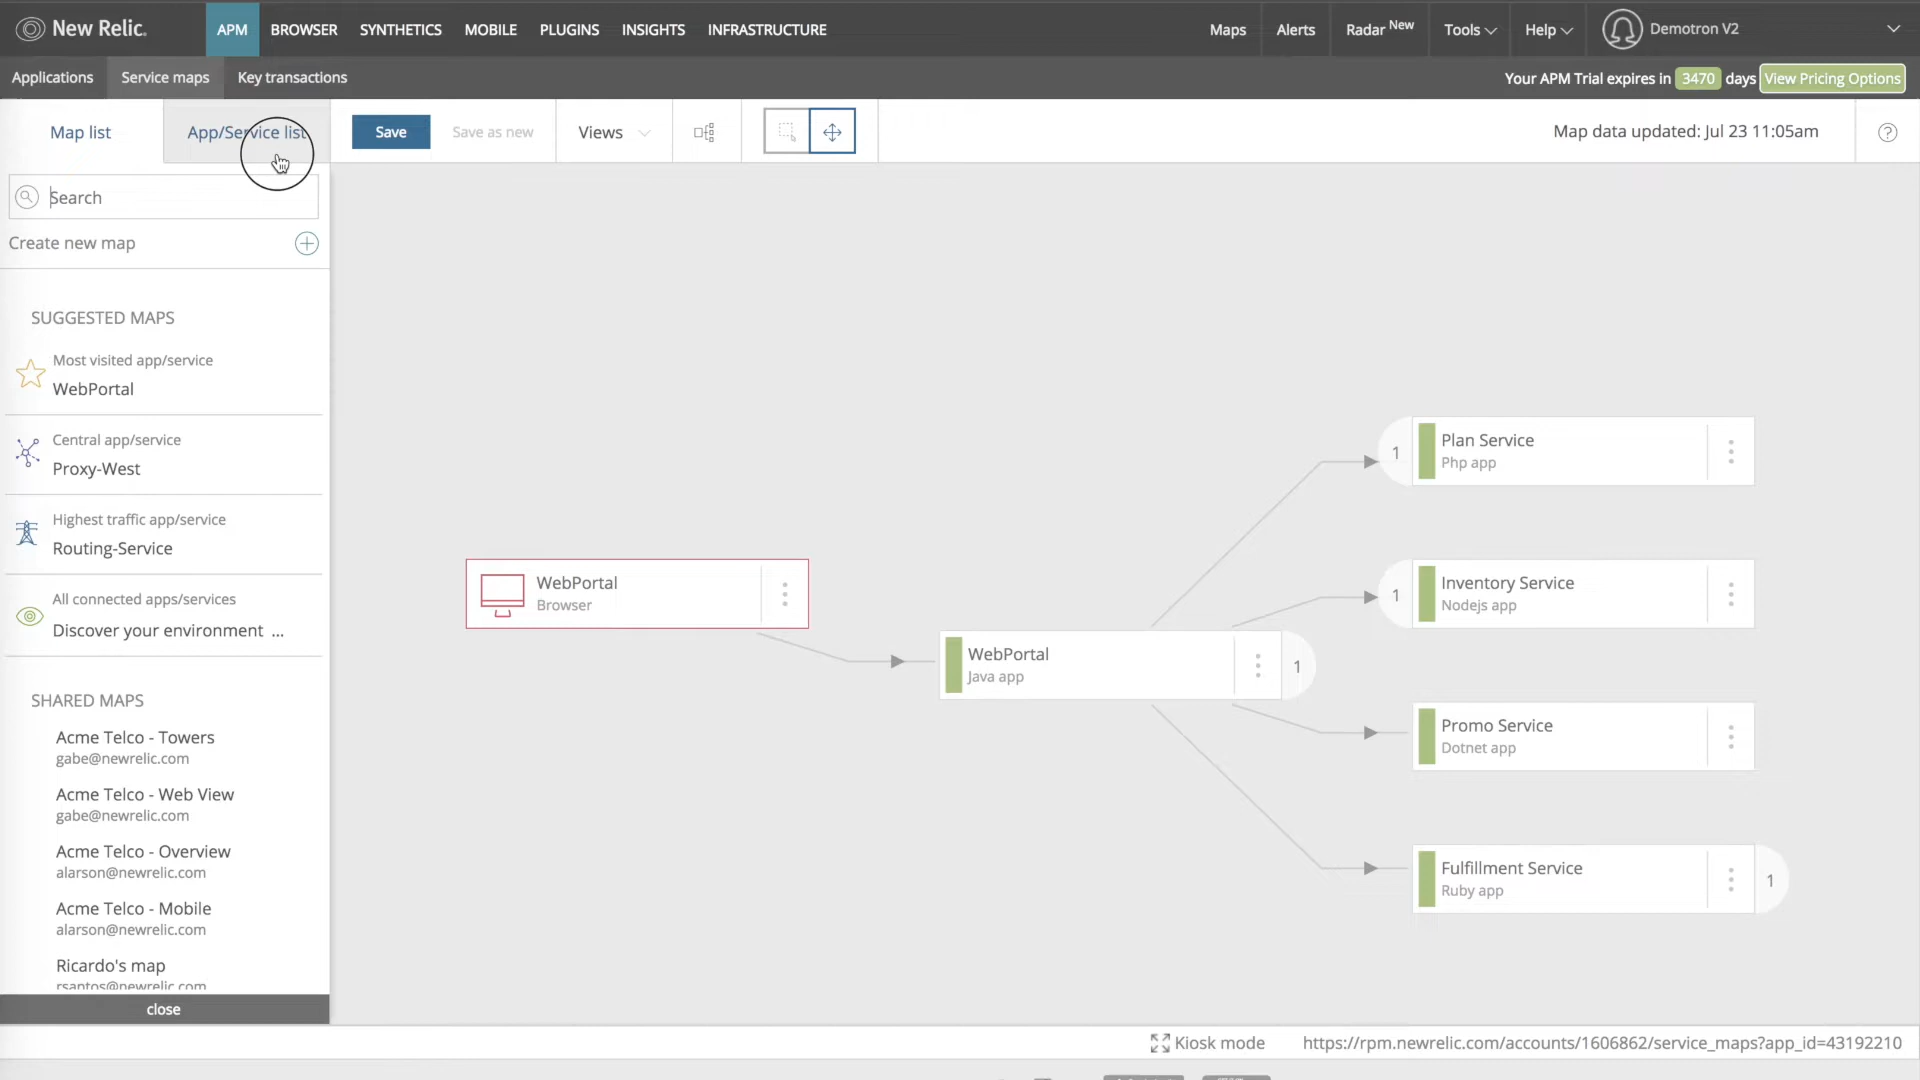 New Relic.
APM
BROWSER
SYNTHETICS
MOBILE
PLUGINS
INSIGHTS
INFRASTRUCTURE
Maps
Alerts
Radar New
Tools
Help
Demotron V2
Applications
Service maps
Key transactions
Your APM Trial expires in 3470 days View Pricing Options
Map list
App/Service list
Save
Save as new
Views
Map data updated: Jul 23 11:05am
?
Search
Create new map
SUGGESTED MAPS
Most visited app/service
WebPortal
Central app/service
Proxy-West
Highest traffic app/service
Routing-Service
All connected apps/services
Discover your environment ...
SHARED MAPS
Acme Telco - Towers
gabe@newrelic.com
Acme Telco - Web View
gabe@newrelic.com
Acme Telco - Overview
alarson@newrelic.com
Acme Telco - Mobile
alarson@newrelic.com
Ricardo's map
rsantos@newrelic.com
close
WebPortal
Browser
WebPortal
Java app
1
1
Plan Service
Php app
1
Inventory Service
Nodejs app
Promo Service
Dotnet app
Fulfillment Service
Ruby app
1
Kiosk mode
https://rpm.newrelic.com/accounts/1606862/service_maps?app_id=43192210